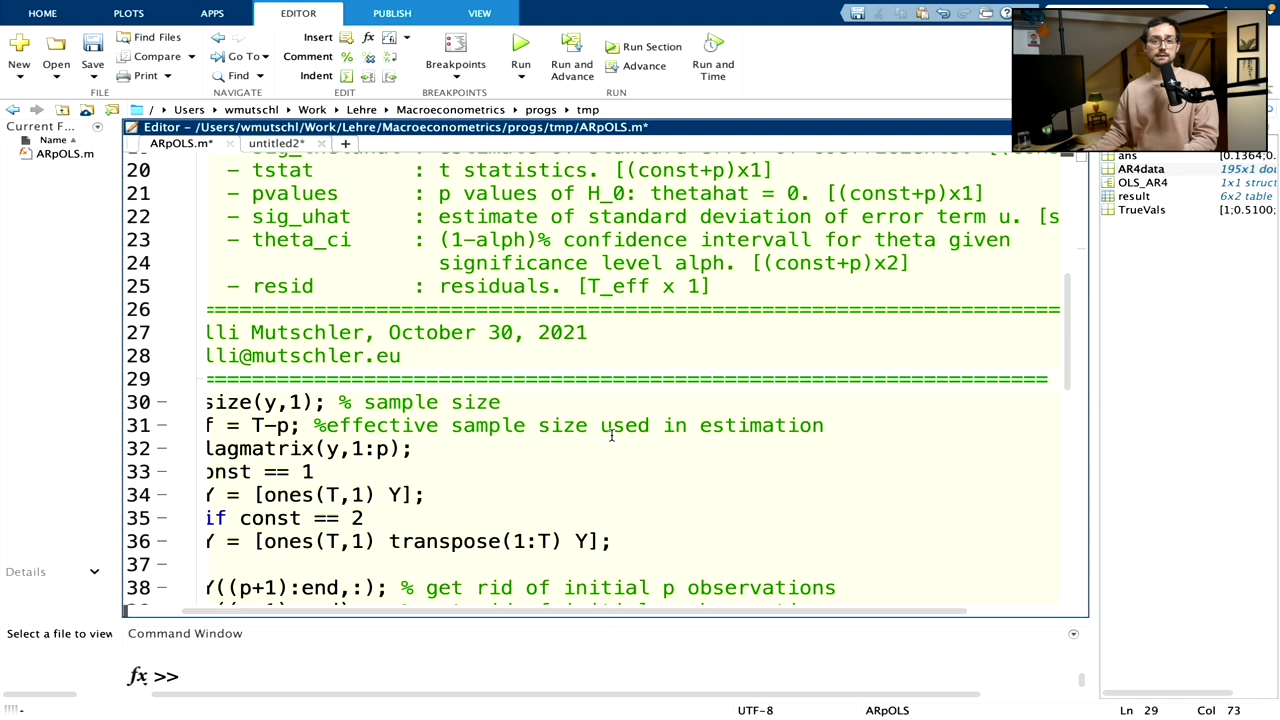 HOME PLOTS APPS EDITOR PUBLISH VIEW
New
Open
Save
Find Files
Compare
Print
FILE
Go To
Find
NAVIGATE
Insert
fx
Comment
Indent
EDIT
Breakpoints
BREAKPOINTS
Run
Run and
Advance
Run Section
Advance
Run and
Time
RUN
/ Users wmutschl Work Lehre Macroeconometrics progs tmp
Current F...
Name
ARpOLS.m
Editor - /Users/wmutschl/Work/Lehre/Macroeconometrics/progs/tmp/ARpOLS.m*
ARpOLS.m* untitled2* +
20 - tstat : t statistics. [(const+p)x1]
21 - pvalues : p values of H_0: thetahat = 0. [(const+p)x1]
22 - sig_uhat : estimate of standard deviation of error term u. [s
23 - theta_ci : (1-alph)% confidence intervall for theta given
24 significance level alph. [(const+p)x2]
25 - resid : residuals. [T_eff x 1]
26 =========================================================================
27 lli Mutschler, October 30, 2021
28 lli@mutschler.eu
29 ========================================================================
30 size(y,1); % sample size
31 f = T-p; %effective sample size used in estimation
32 lagmatrix(y,1:p);
33 onst == 1
34 Y = [ones(T,1) Y];
35 if const == 2
36 Y = [ones(T,1) transpose(1:T) Y];
37
38 Y((p+1):end,:); % get rid of initial p observations
ans [0.1364;0.
AR4data 195x1 dou
OLS_AR4 1x1 struct
result 6x2 table
TrueVals [1;0.5100;
Details
Select a file to view
Command Window
fx >>
UTF-8 ARpOLS Ln 29 Col 73